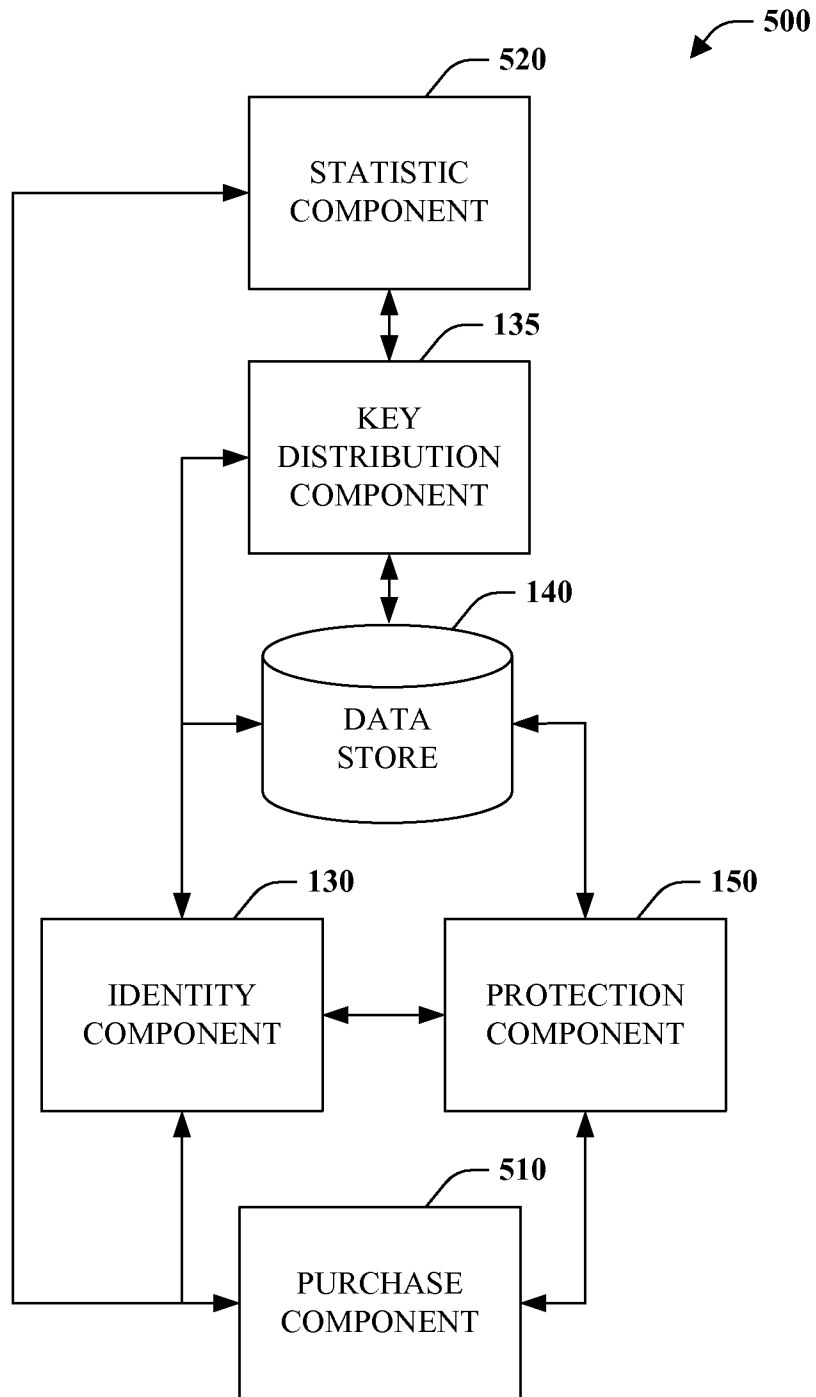 500
520
STATISTIC
COMPONENT
135
KEY
DISTRIBUTION
COMPONENT
140
DATA
STORE
130
150
IDENTITY
COMPONENT
PROTECTION
COMPONENT
510
PURCHASE
COMPONENT